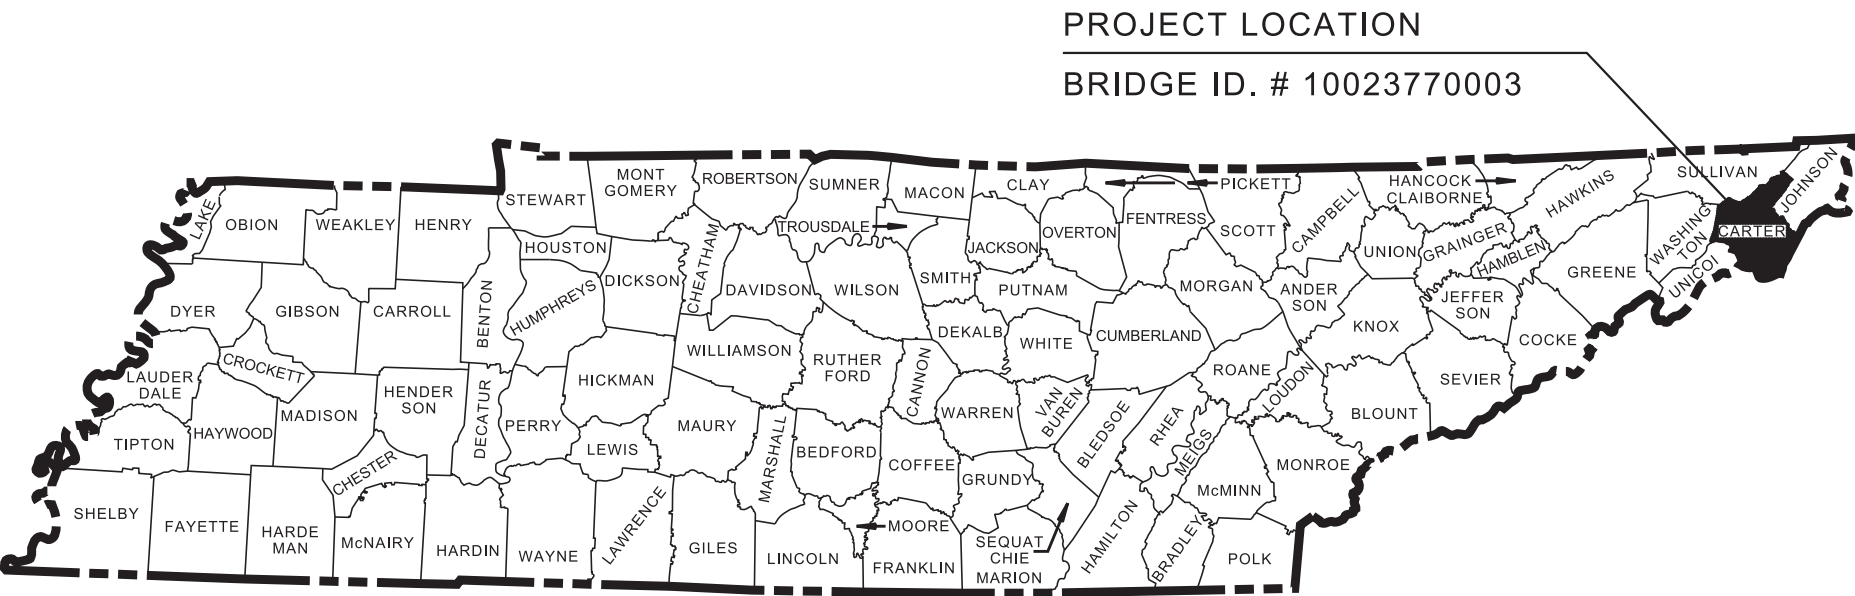 PROJECT LOCATION
BRIDGE ID. # 10023770003
LAKE
OBION
WEAKLEY
HENRY
STEWART
MONT
GOMERY
ROBERTSON
SUMNER
MACON
CLAY
PICKETT
HANCOCK
CLAIBORNE
HAWKINS
SULLIVAN
JOHNSON
CARTER
WASHING
TON
UNICOI
GREENE
HAMBLEN
GRAINGER
UNION
CAMPBELL
SCOTT
FENTRESS
OVERTON
JACKSON
TROUSDALE
SMITH
CHEATHAM
HOUSTON
DICKSON
HUMPHREYS
BENTON
CARROLL
GIBSON
DYER
CROCKETT
LAUDER
DALE
DAVIDSON
WILSON
PUTNAM
DEKALB
WHITE
CUMBERLAND
MORGAN
ANDER
SON
KNOX
JEFFER
SON
COCKE
SEVIER
BLOUNT
LOUDON
ROANE
WILLIAMSON
RUTHER
FORD
CANNON
WARREN
VAN
BUREN
BLEDSOE
RHEA
MEIGS
McMINN
MONROE
HICKMAN
PERRY
DECATUR
HENDER
SON
MADISON
HAYWOOD
TIPTON
SHELBY
FAYETTE
HARDE
MAN
CHESTER
McNAIRY
HARDIN
WAYNE
LEWIS
LAWRENCE
MAURY
GILES
MARSHALL
BEDFORD
COFFEE
GRUNDY
MOORE
LINCOLN
FRANKLIN
SEQUAT
CHIE
MARION
HAMILTON
BRADLEY
POLK